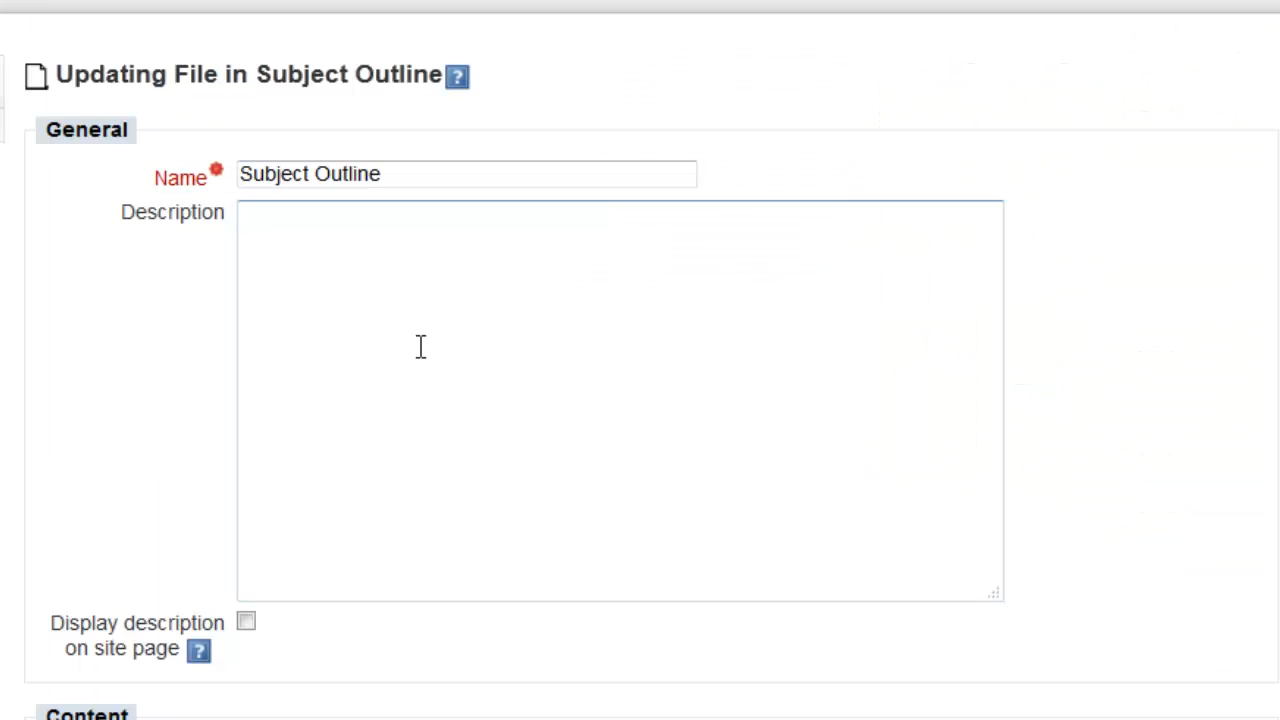 Updating File in Subject Outline ?
General
Name Subject Outline
Description
Display description
on site page ?
Content